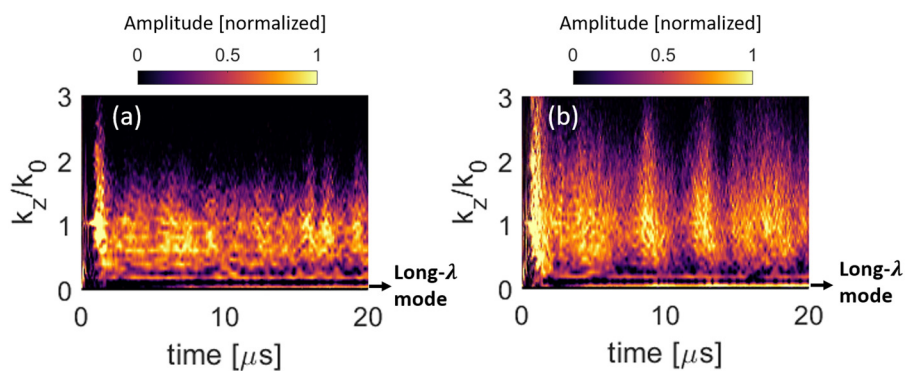 Amplitude [normalized]
0 0.5 1
(a)
3
2
1
0
k_z/k_0
0 10 20
time [μs]
Long-λ
mode
Amplitude [normalized]
0 0.5 1
(b)
3
2
1
0
k_z/k_0
0 10 20
time [μs]
Long-λ
mode